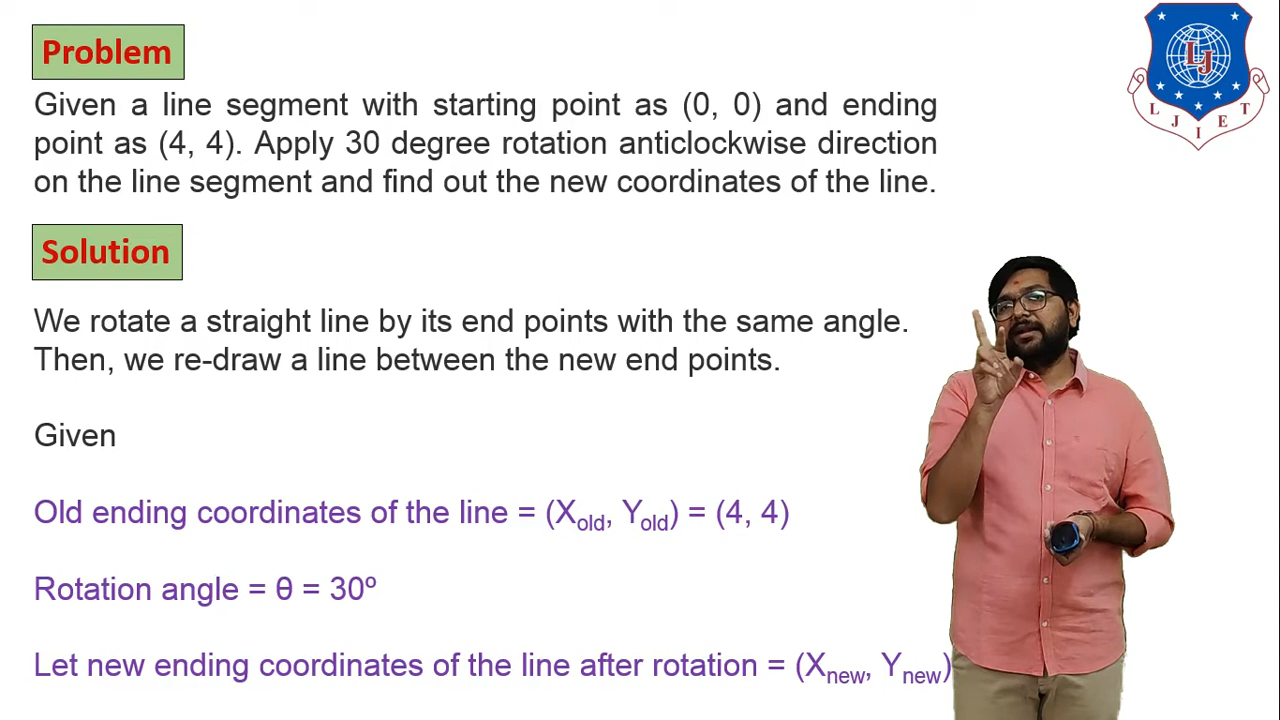 Problem
Given a line segment with starting point as (0, 0) and ending
point as (4, 4). Apply 30 degree rotation anticlockwise direction
on the line segment and find out the new coordinates of the line.
Solution
We rotate a straight line by its end points with the same angle.
Then, we re-draw a line between the new end points.
Given
Old ending coordinates of the line = (Xold, Yold) = (4, 4)
Rotation angle = θ = 30º
Let new ending coordinates of the line after rotation = (Xnew, Ynew)
LJ
LJIET